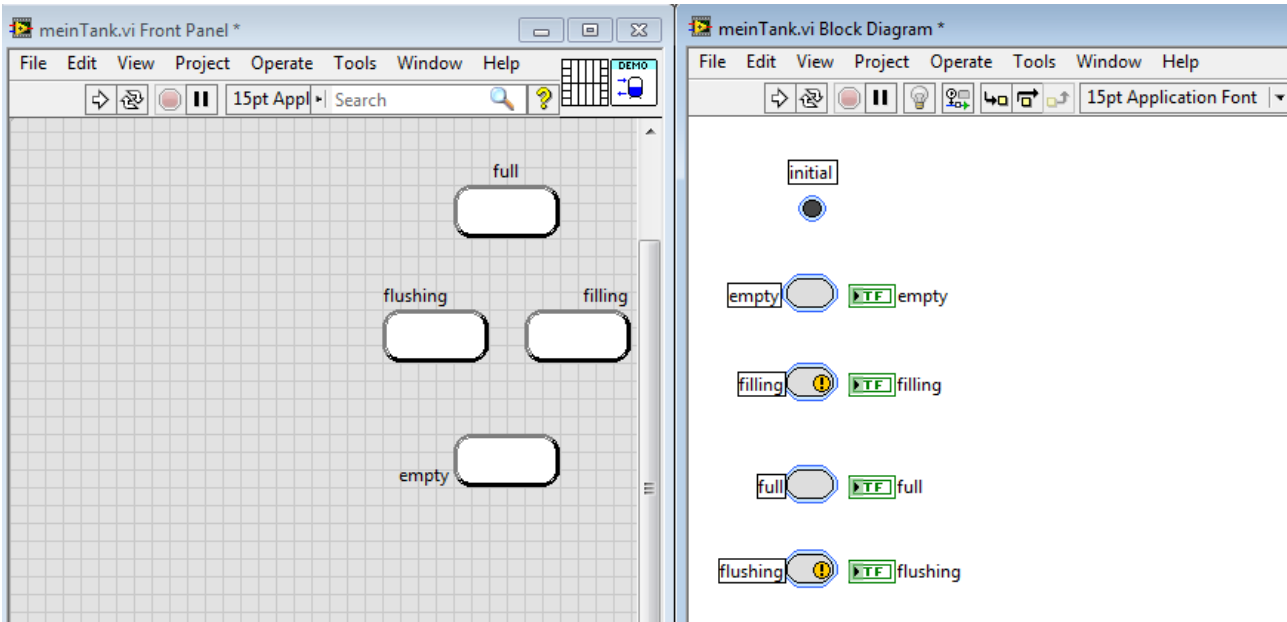 meinTank.vi Front Panel *
File Edit View Project Operate Tools Window Help
DEMO
15pt Appl Search
?
full
flushing
filling
empty
meinTank.vi Block Diagram *
File Edit View Project Operate Tools Window Help
15pt Application Font
initial
empty TF empty
filling ! TF filling
full TF full
flushing ! TF flushing